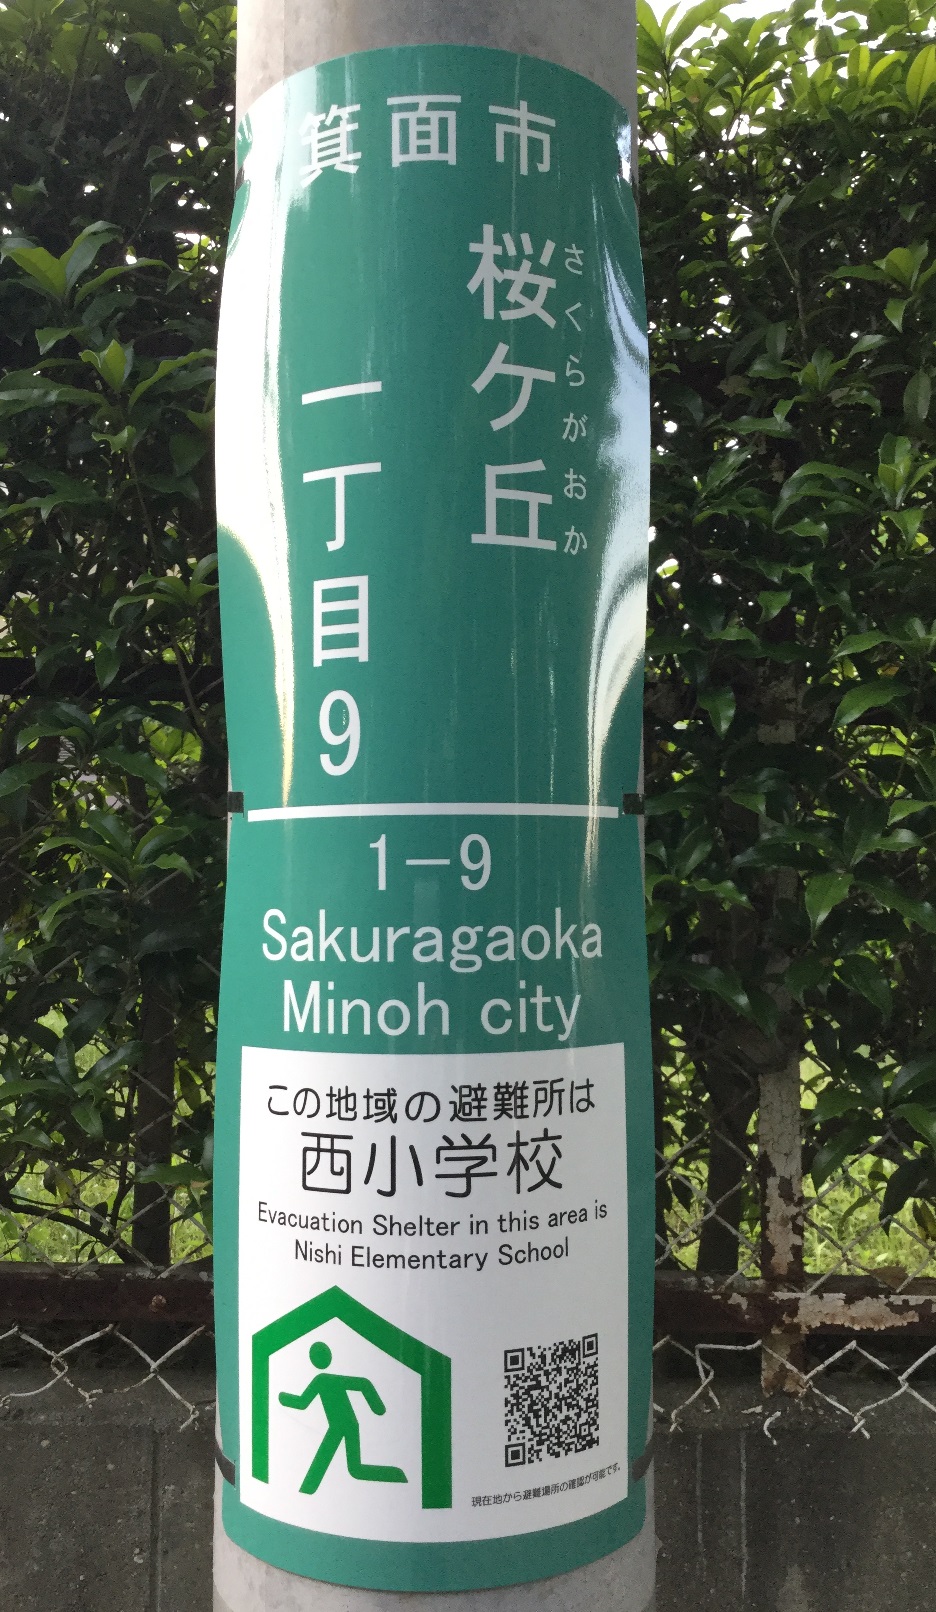 箕面市
桜ケ丘
さくらがおか
一丁目9
1-9
Sakuragaoka
Minoh city
この地域の避難所は
西小学校
Evacuation Shelter in this area is
Nishi Elementary School
現在地から避難場所の確認が可能です。